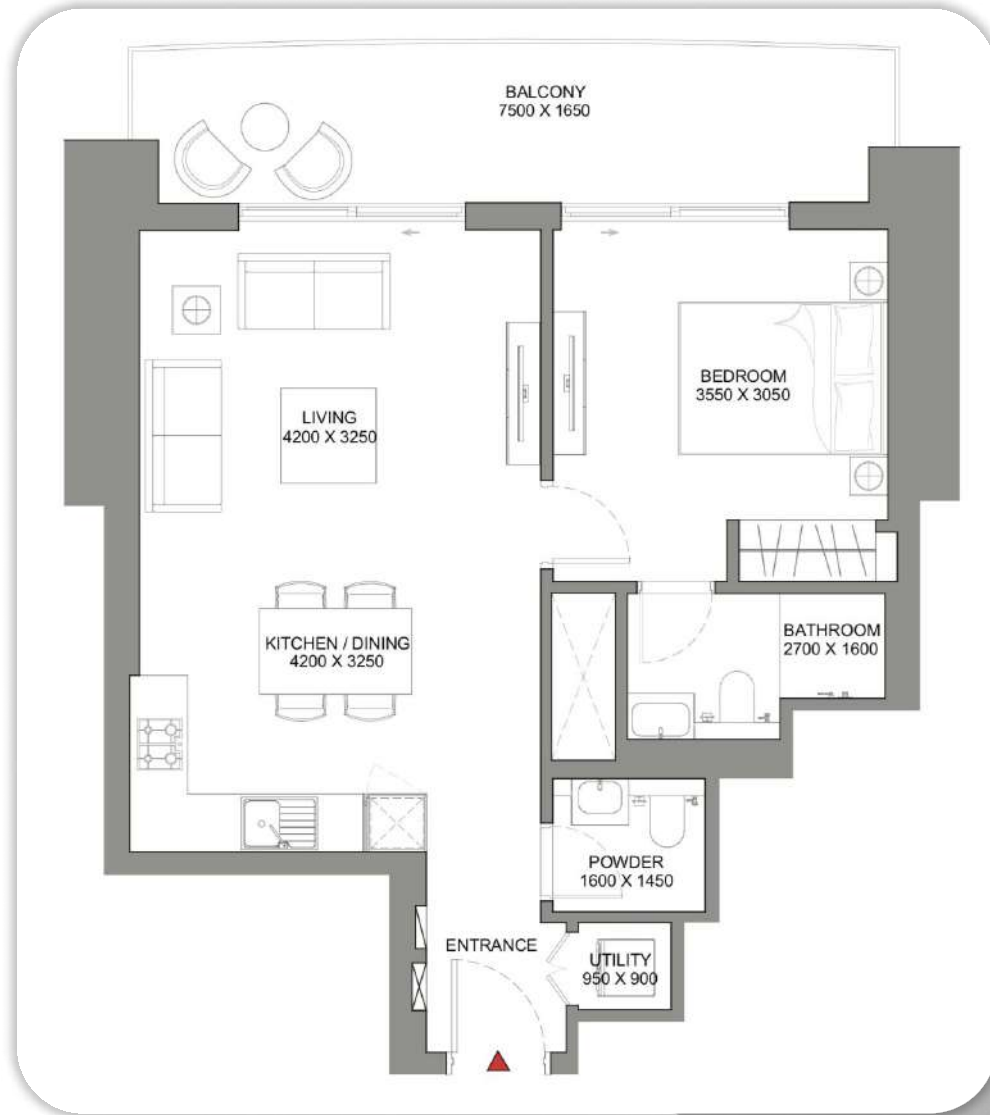 BALCONY
7500 X 1650
BEDROOM
3550 X 3050
LIVING
4200 X 3250
KITCHEN / DINING
4200 X 3250
BATHROOM
2700 X 1600
POWDER
1600 X 1450
ENTRANCE
UTILITY
950 X 900